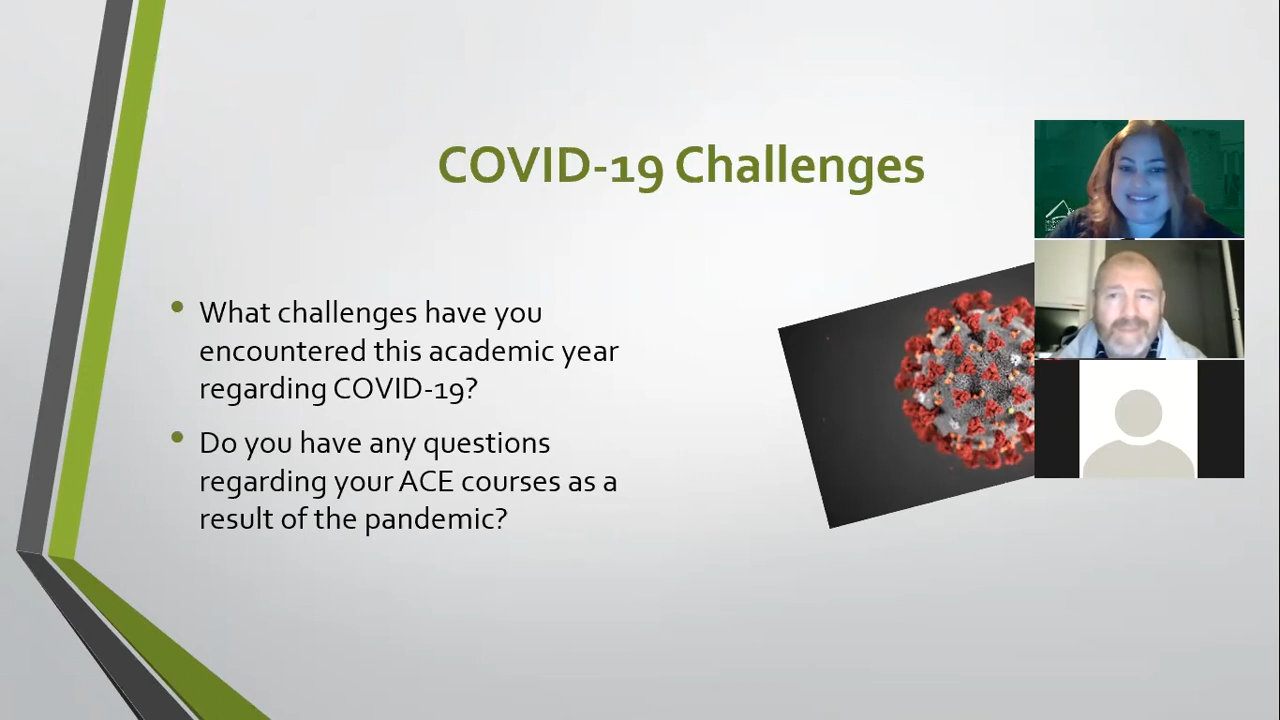 COVID-19 Challenges
What challenges have you
encountered this academic year
regarding COVID-19?
Do you have any questions
regarding your ACE courses as a
result of the pandemic?